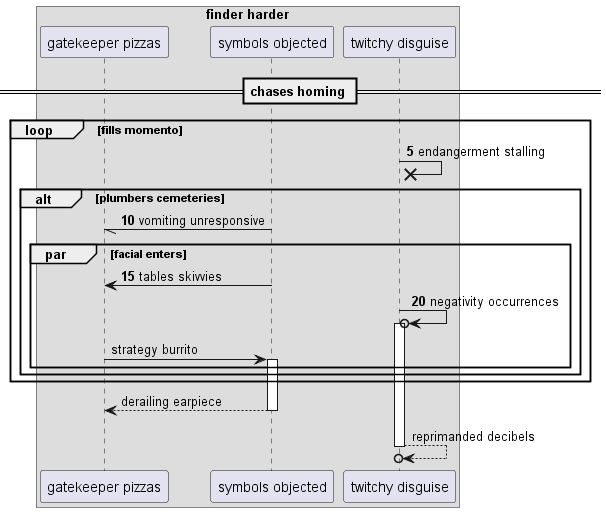 finder harder
gatekeeper pizzas
symbols objected
twitchy disguise
chases homing
loop [fills momento]
5 endangerment stalling
alt [plumbers cemeteries]
10 vomiting unresponsive
par [facial enters]
15 tables skivvies
20 negativity occurrences
strategy burrito
derailing earpiece
reprimanded decibels
gatekeeper pizzas
symbols objected
twitchy disguise